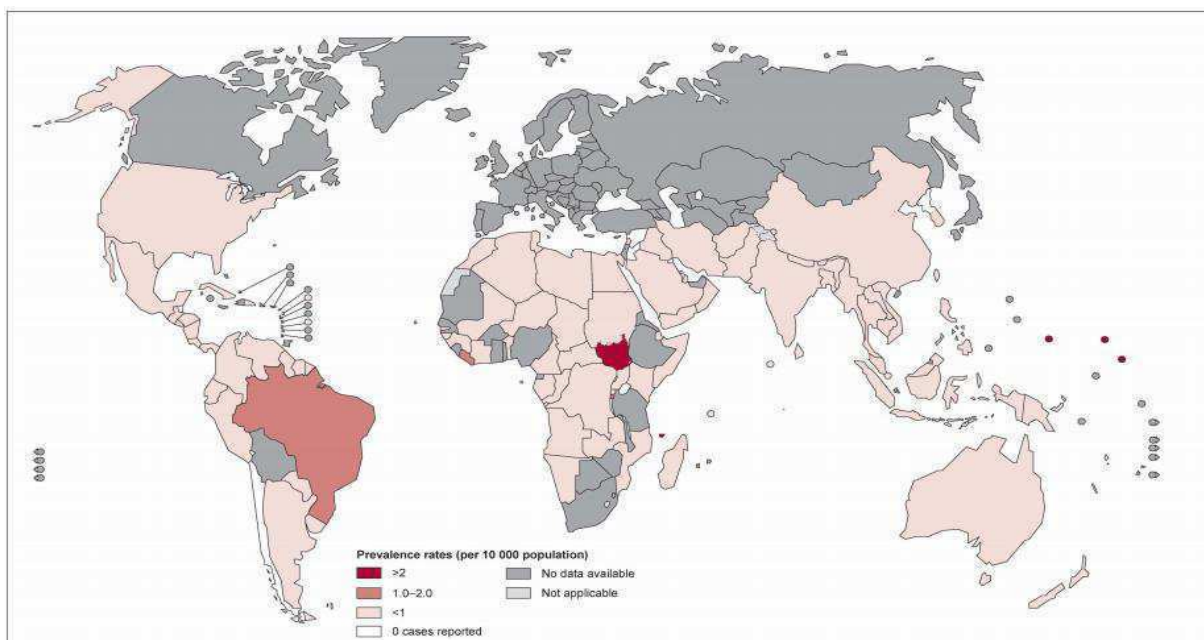 Prevalence rates (per 10 000 population)
>2
1.0–2.0
<1
0 cases reported
No data available
Not applicable